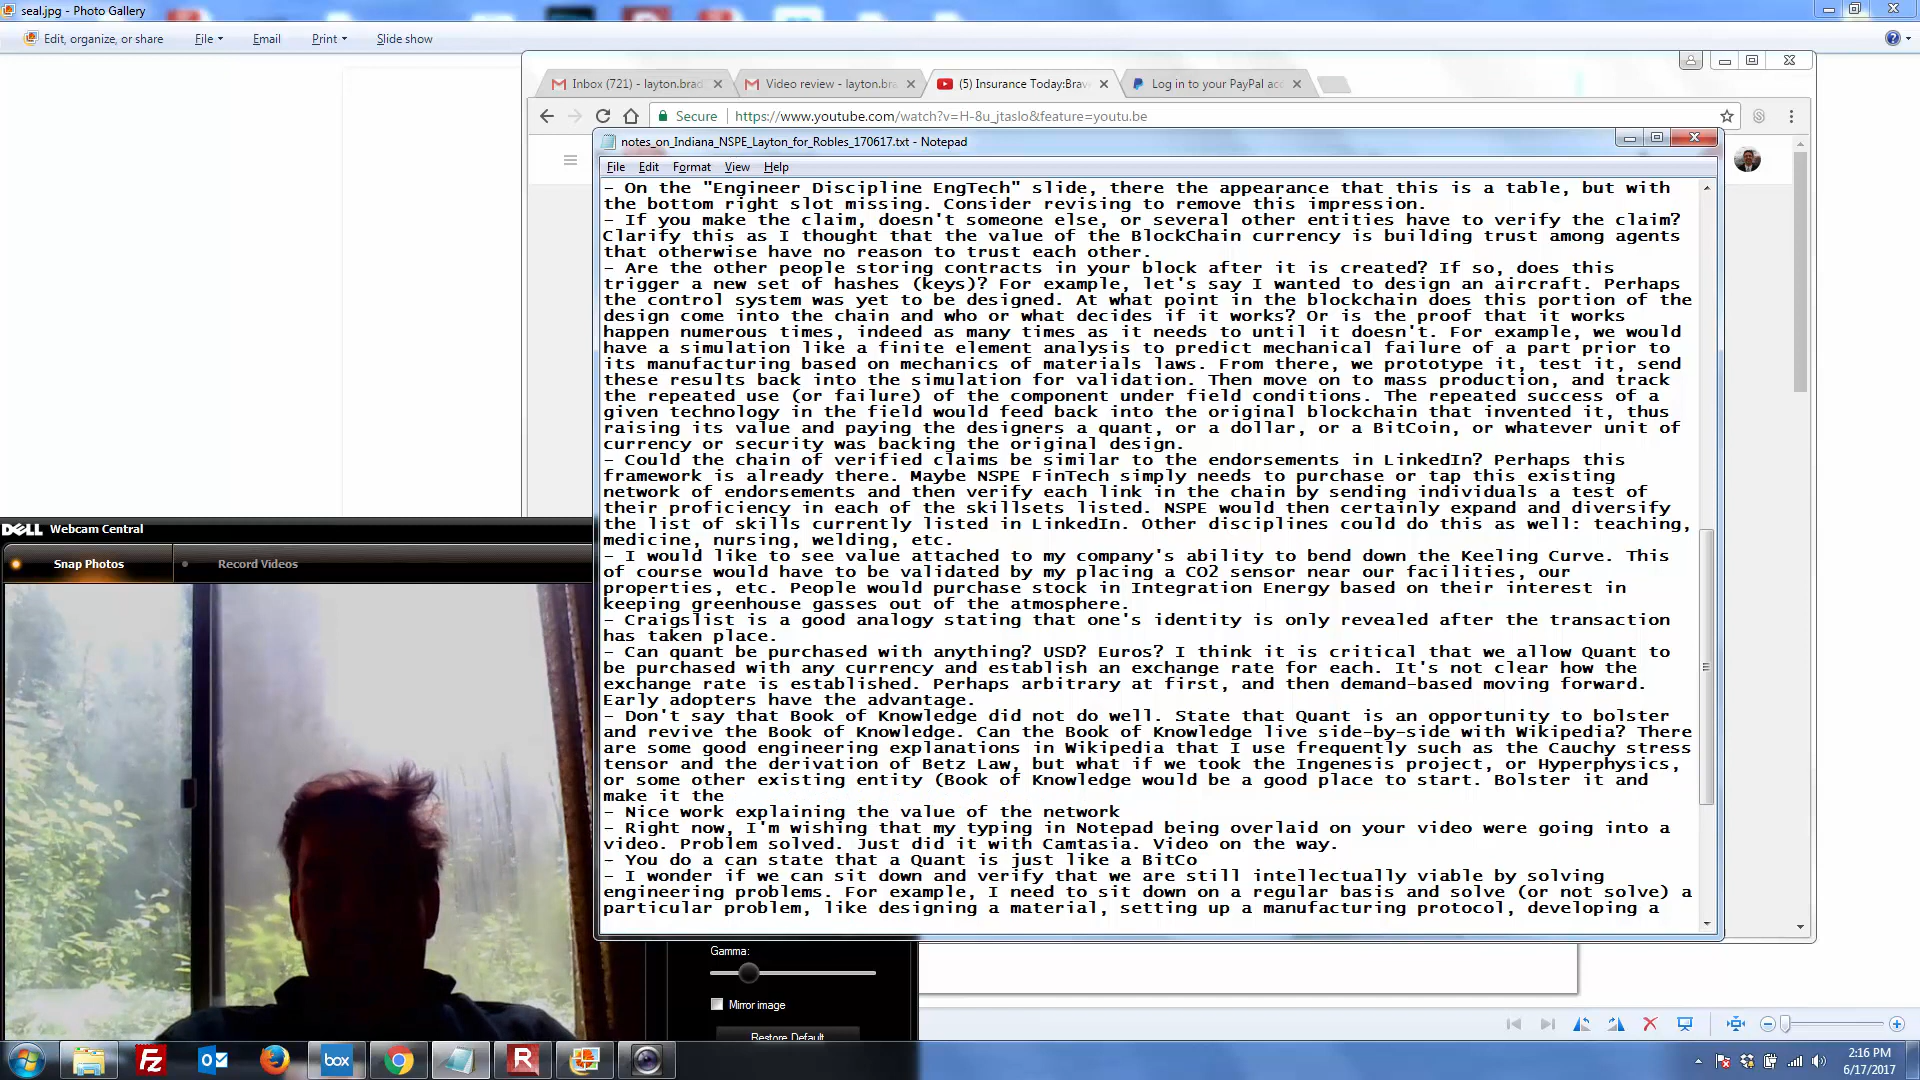 seal.jpg - Photo Gallery
Edit, organize, or share
File
Email
Print
Slide show
Inbox (721) - layton.brad
Video review - layton.bra
(5) Insurance Today:Brave
Log in to your PayPal acc
Secure
https://www.youtube.com/watch?v=H-8u_jtaslo&feature=youtu.be
notes_on_Indiana_NSPE_Layton_for_Robles_170617.txt - Notepad
File Edit Format View Help
- On the "Engineer Discipline EngTech" slide, there the appearance that this is a table, but with
the bottom right slot missing. Consider revising to remove this impression.
- If you make the claim, doesn't someone else, or several other entities have to verify the claim?
Clarify this as I thought that the value of the BlockChain currency is building trust among agents
that otherwise have no reason to trust each other.
- Are the other people storing contracts in your block after it is created? If so, does this
trigger a new set of hashes (keys)? For example, let's say I wanted to design an aircraft. Perhaps
the control system was yet to be designed. At what point in the blockchain does this portion of the
design come into the chain and who or what decides if it works? Or is the proof that it works
happen numerous times, indeed as many times as it needs to until it doesn't. For example, we would
have a simulation like a finite element analysis to predict mechanical failure of a part prior to
its manufacturing based on mechanics of materials laws. From there, we prototype it, test it, send
these results back into the simulation for validation. Then move on to mass production, and track
the repeated use (or failure) of the component under field conditions. The repeated success of a
given technology in the field would feed back into the original blockchain that invented it, thus
raising its value and paying the designers a quant, or a dollar, or a BitCoin, or whatever unit of
currency or security was backing the original design.
- Could the chain of verified claims be similar to the endorsements in LinkedIn? Perhaps this
framework is already there. Maybe NSPE FinTech simply needs to purchase or tap this existing
network of endorsements and then verify each link in the chain by sending individuals a test of
their proficiency in each of the skillsets listed. NSPE would then certainly expand and diversify
the list of skills currently listed in LinkedIn. Other disciplines could do this as well: teaching,
medicine, nursing, welding, etc.
- I would like to see value attached to my company's ability to bend down the Keeling Curve. This
of course would have to be validated by my placing a CO2 sensor near our facilities, our
properties, etc. People would purchase stock in Integration Energy based on their interest in
keeping greenhouse gasses out of the atmosphere.
- Craigslist is a good analogy stating that one's identity is only revealed after the transaction
has taken place.
- Can quant be purchased with anything? USD? Euros? I think it is critical that we allow Quant to
be purchased with any currency and establish an exchange rate for each. It's not clear how the
exchange rate is established. Perhaps arbitrary at first, and then demand-based moving forward.
Early adopters have the advantage.
- Don't say that Book of Knowledge did not do well. State that Quant is an opportunity to bolster
and revive the Book of Knowledge. Can the Book of Knowledge live side-by-side with Wikipedia? There
are some good engineering explanations in Wikipedia that I use frequently such as the Cauchy stress
tensor and the derivation of Betz Law, but what if we took the Ingenesis project, or Hyperphysics,
or some other existing entity (Book of Knowledge would be a good place to start. Bolster it and
make it the
- Nice work explaining the value of the network
- Right now, I'm wishing that my typing in Notepad being overlaid on your video were going into a
video. Problem solved. Just did it with Camtasia. Video on the way.
- You do a can state that a Quant is just like a BitCo
- I wonder if we can sit down and verify that we are still intellectually viable by solving
engineering problems. For example, I need to sit down on a regular basis and solve (or not solve) a
particular problem, like designing a material, setting up a manufacturing protocol, developing a
DELL Webcam Central
Snap Photos
Record Videos
Gamma:
Mirror image
Restore Default
box
2:16 PM
6/17/2017